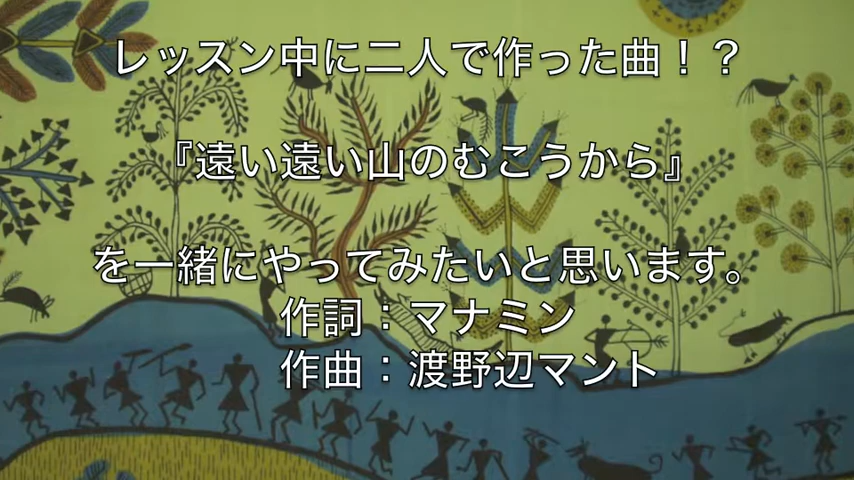 レッスン中に二人で作った曲！？
『遠い遠い山のむこうから』
を一緒にやってみたいと思います。
作詞：マナミン
作曲：渡野辺マント